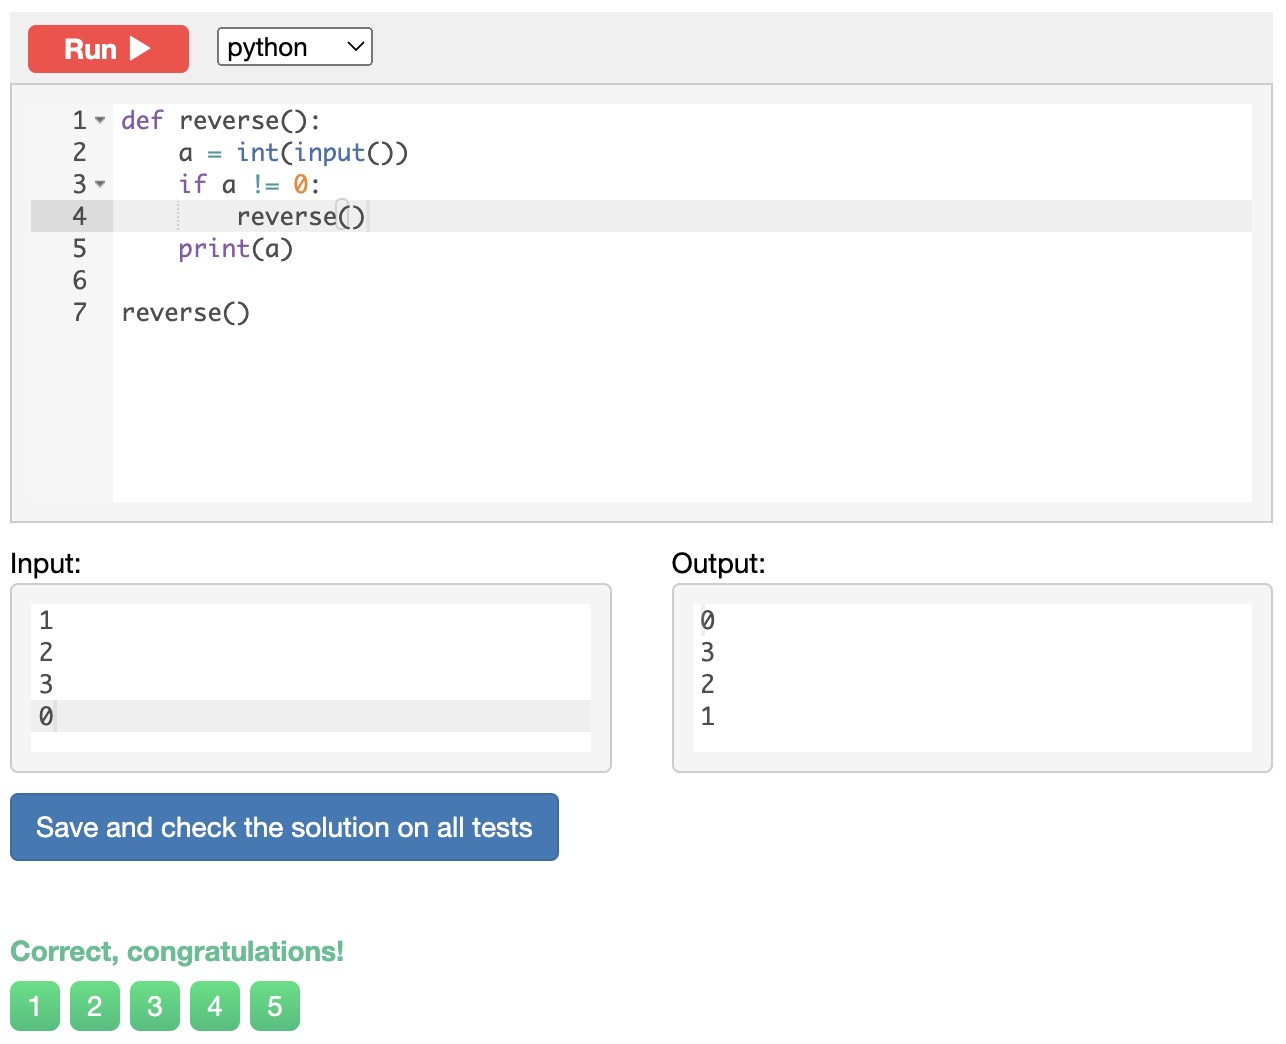 Run
python
1 def reverse():
2     a = int(input())
3     if a != 0:
4         reverse()
5     print(a)
6
7 reverse()
Input:
1
2
3
0
Output:
0
3
2
1
Save and check the solution on all tests
Correct, congratulations!
1 2 3 4 5